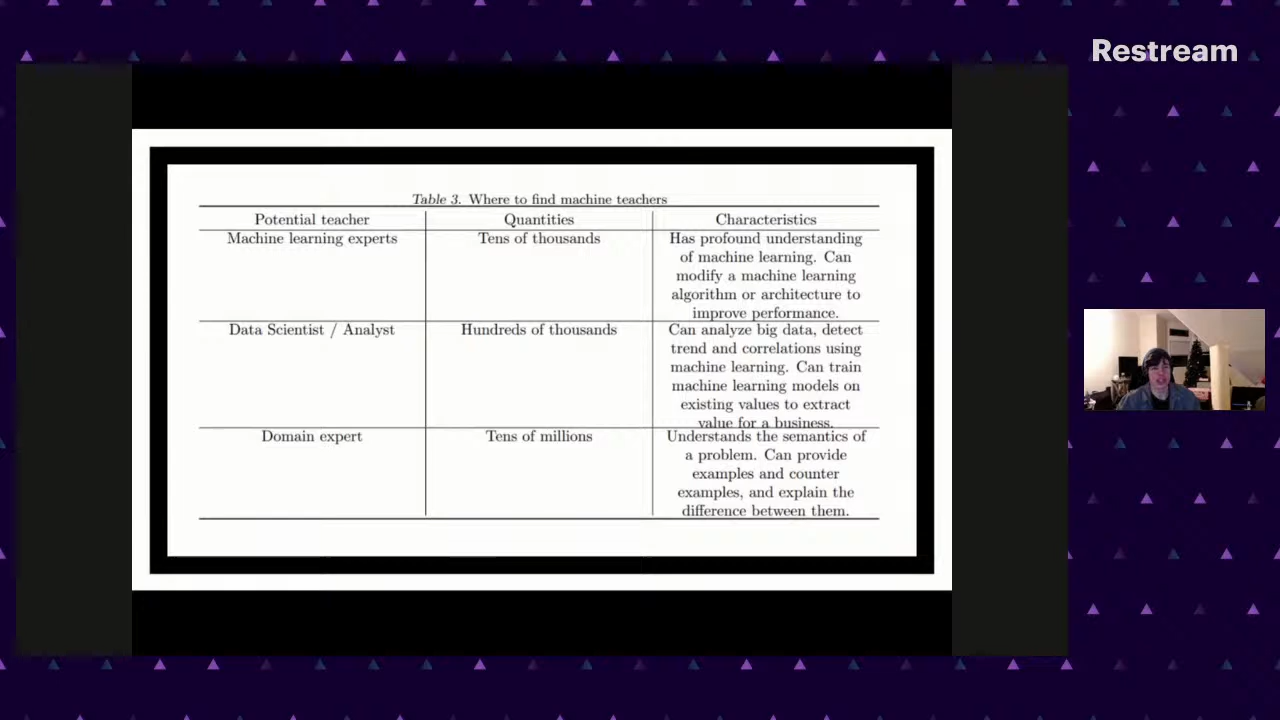 Restream
Table 3. Where to find machine teachers
Potential teacher Quantities Characteristics
Machine learning experts Tens of thousands Has profound understanding
of machine learning. Can
modify a machine learning
algorithm or architecture to
improve performance.
Data Scientist / Analyst Hundreds of thousands Can analyze big data, detect
trend and correlations using
machine learning. Can train
machine learning models on
existing values to extract
value for a business.
Domain expert Tens of millions Understands the semantics of
a problem. Can provide
examples and counter
examples, and explain the
difference between them.